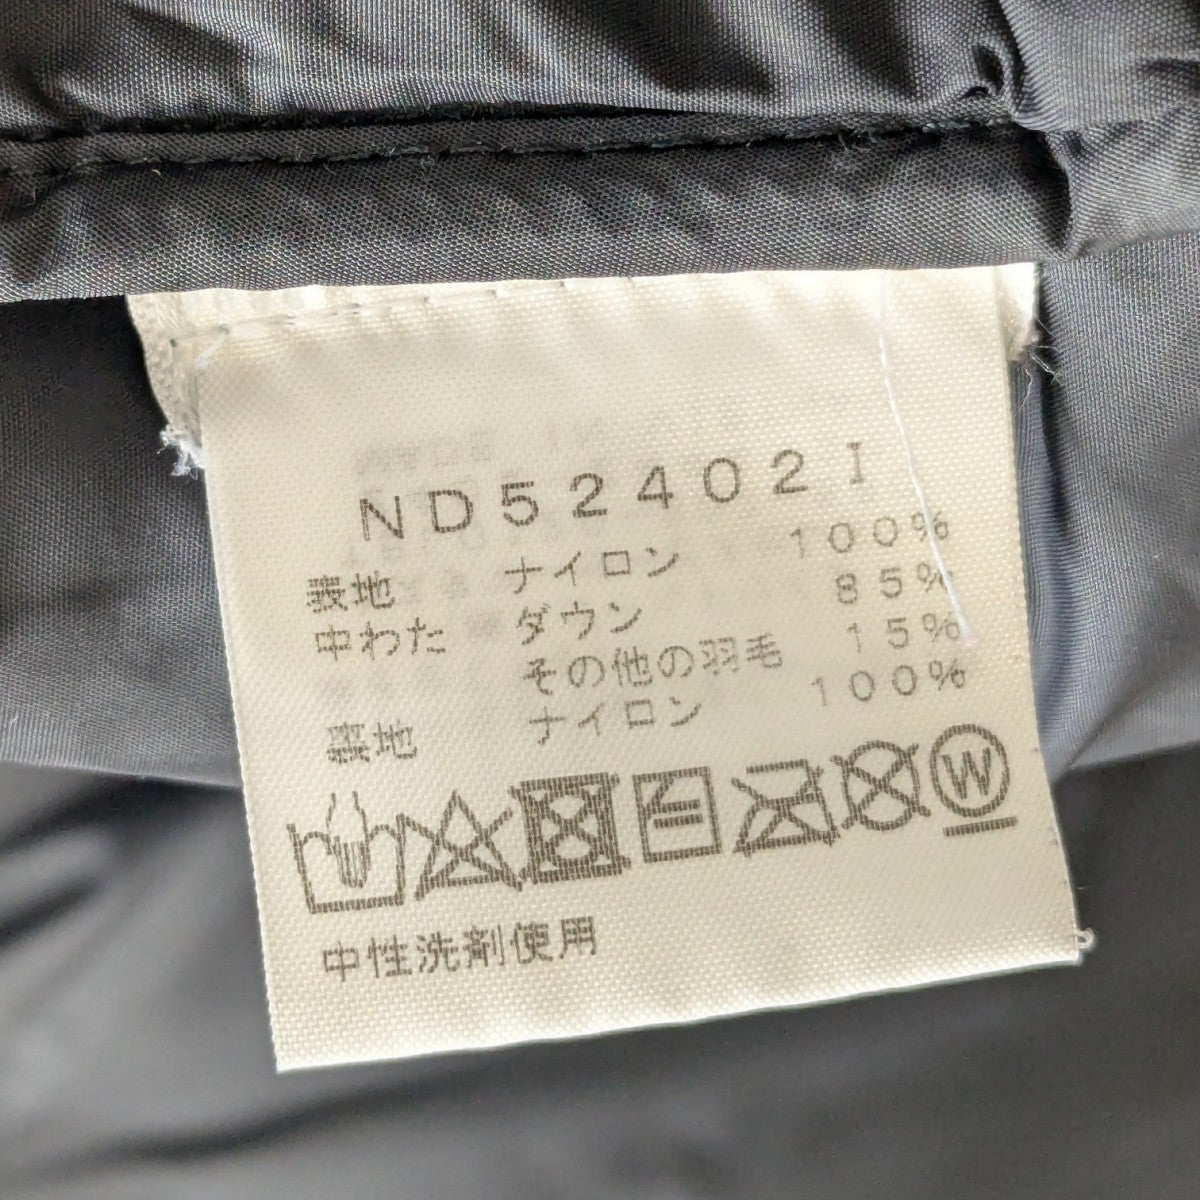 ND52402I
表地 ナイロン 100%
中わた ダウン 85%
その他の羽毛 15%
裏地 ナイロン 100%
W
中性洗剤使用